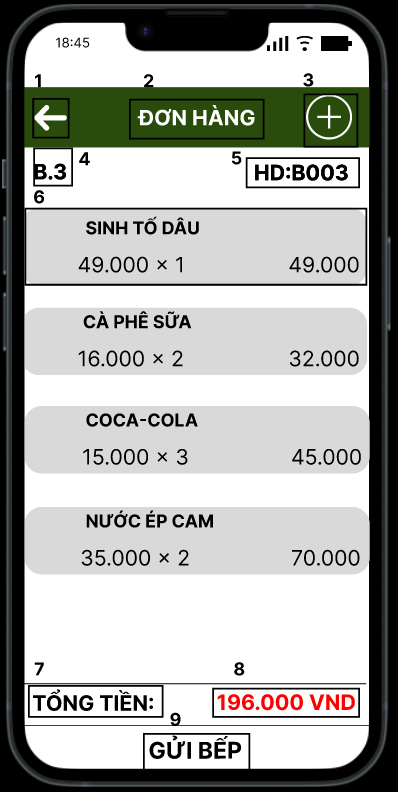 18:45
1 2 3
ĐƠN HÀNG
B.3 4 5 HD:B003
6
SINH TỐ DÂU
49.000 × 1 49.000
CÀ PHÊ SỮA
16.000 × 2 32.000
COCA-COLA
15.000 × 3 45.000
NƯỚC ÉP CAM
35.000 × 2 70.000
7 8
TỔNG TIỀN: 196.000 VND
9
GỬI BẾP